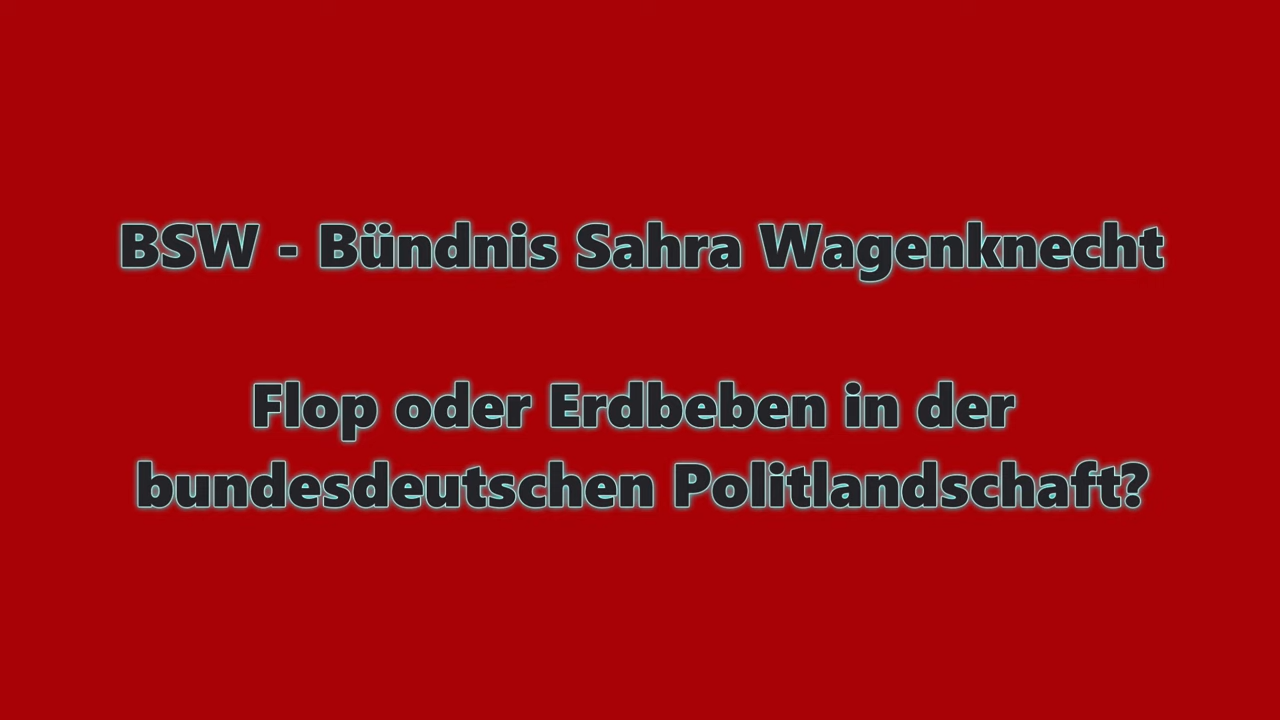 BSW - Bündnis Sahra Wagenknecht
Flop oder Erdbeben in der
bundesdeutschen Politlandschaft?